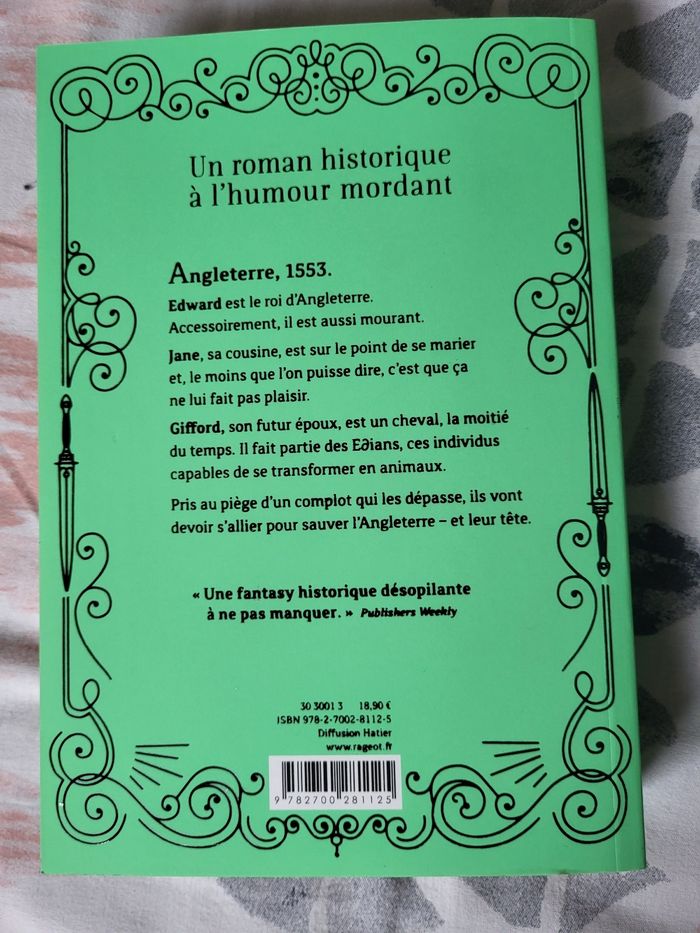 Un roman historique
à l'humour mordant
Angleterre, 1553.
Edward est le roi d'Angleterre.
Accessoirement, il est aussi mourant.
Jane, sa cousine, est sur le point de se marier
et, le moins que l'on puisse dire, c'est que ça
ne lui fait pas plaisir.
Gifford, son futur époux, est un cheval, la moitié
du temps. Il fait partie des E∂ians, ces individus
capables de se transformer en animaux.
Pris au piège d'un complot qui les dépasse, ils vont
devoir s'allier pour sauver l'Angleterre – et leur tête.
« Une fantasy historique désopilante
à ne pas manquer. » Publishers Weekly
30 3001 3 18,90 €
ISBN 978-2-7002-8112-5
Diffusion Hatier
www.rageot.fr
9 782700 281125